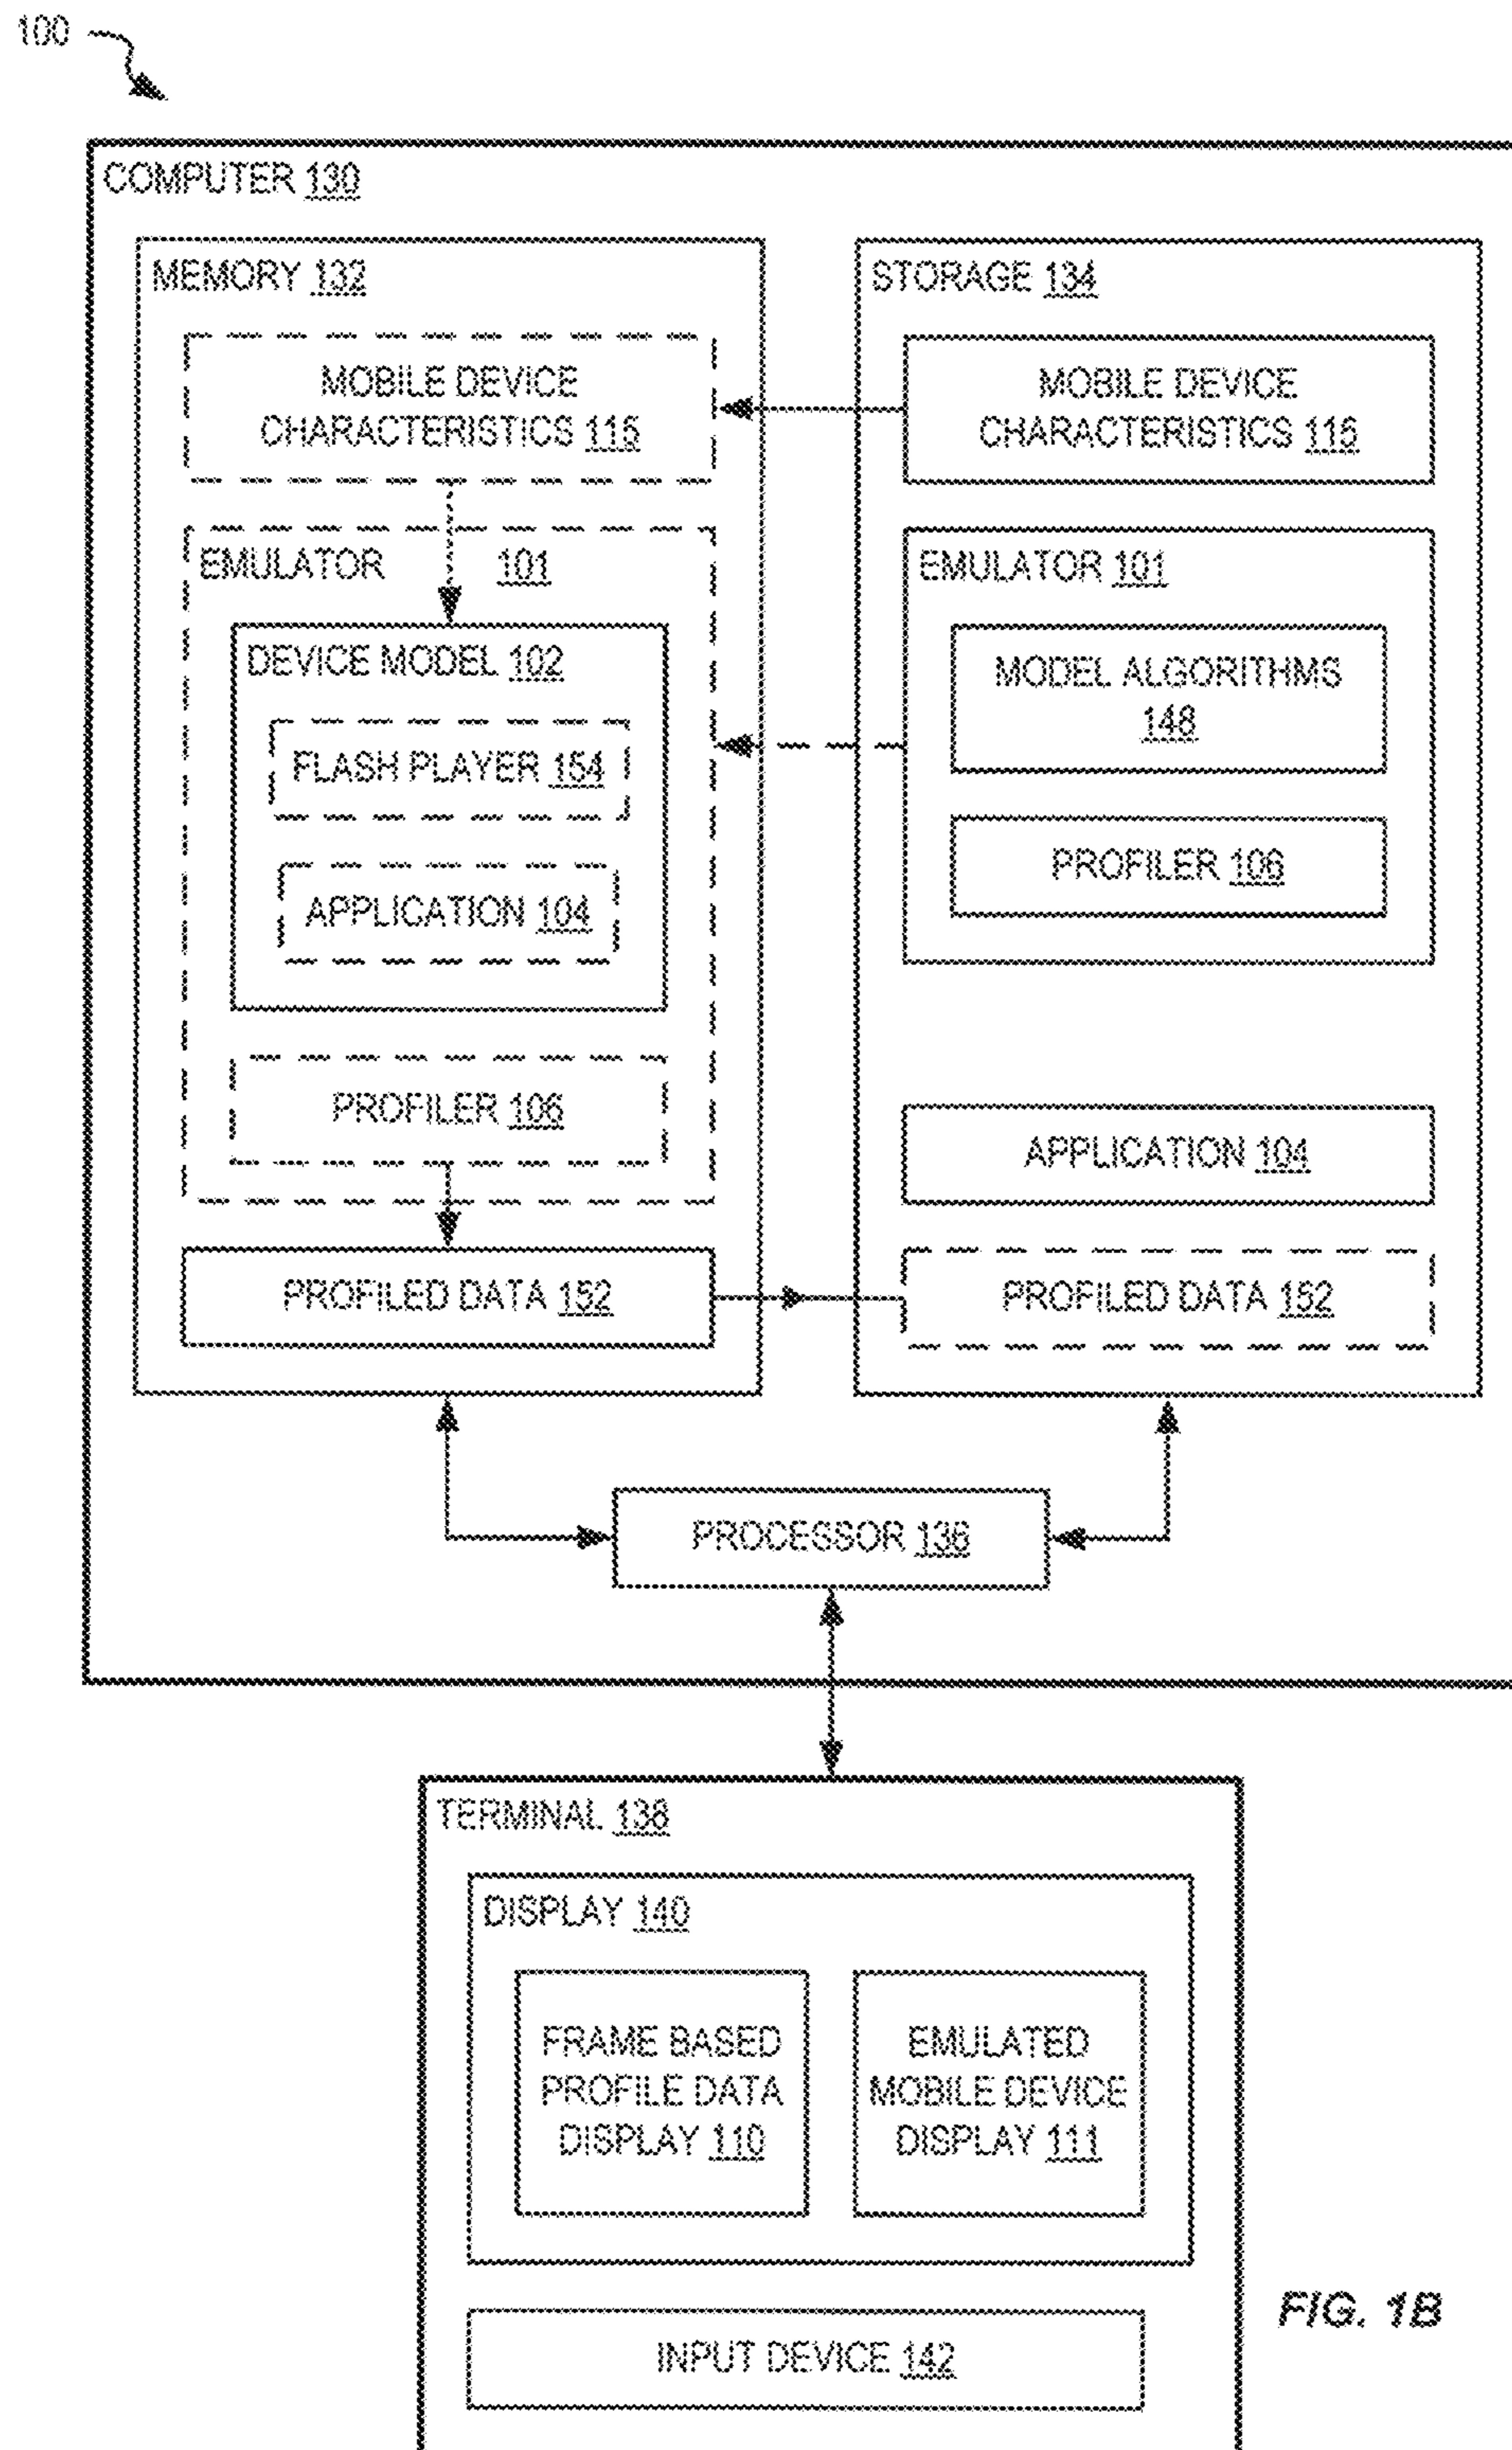 100
COMPUTER 130
MEMORY 132
MOBILE DEVICE
CHARACTERISTICS 115
EMULATOR 101
DEVICE MODEL 102
FLASH PLAYER 154
APPLICATION 104
PROFILER 106
PROFILED DATA 152
STORAGE 134
MOBILE DEVICE
CHARACTERISTICS 115
EMULATOR 101
MODEL ALGORITHMS
148
PROFILER 106
APPLICATION 104
PROFILED DATA 152
PROCESSOR 136
TERMINAL 138
DISPLAY 140
FRAME BASED
PROFILE DATA
DISPLAY 110
EMULATED
MOBILE DEVICE
DISPLAY 111
INPUT DEVICE 142
FIG. 1B